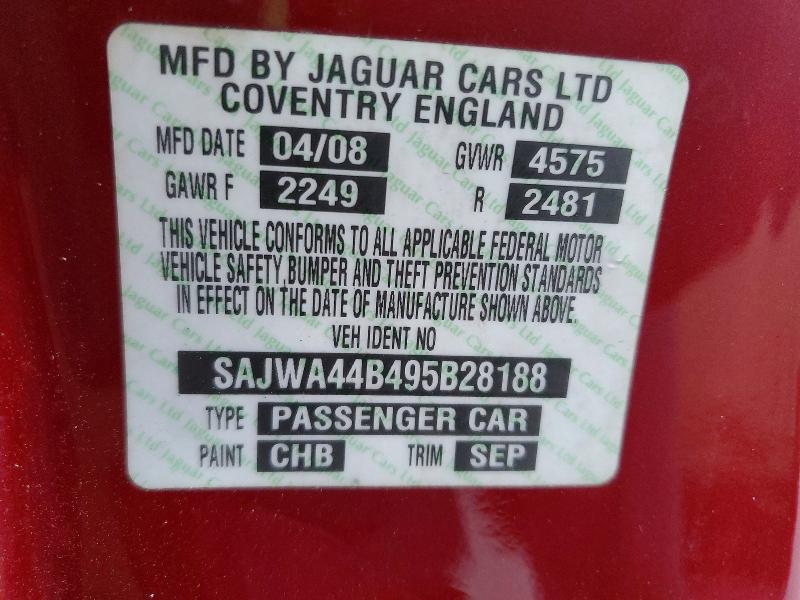 MFD BY JAGUAR CARS LTD
COVENTRY ENGLAND
MFD DATE 04/08 GVWR 4575
GAWR F 2249 R 2481
THIS VEHICLE CONFORMS TO ALL APPLICABLE FEDERAL MOTOR
VEHICLE SAFETY, BUMPER AND THEFT PREVENTION STANDARDS
IN EFFECT ON THE DATE OF MANUFACTURE SHOWN ABOVE.
VEH IDENT NO
SAJWA44B495B28188
TYPE PASSENGER CAR
PAINT CHB TRIM SEP